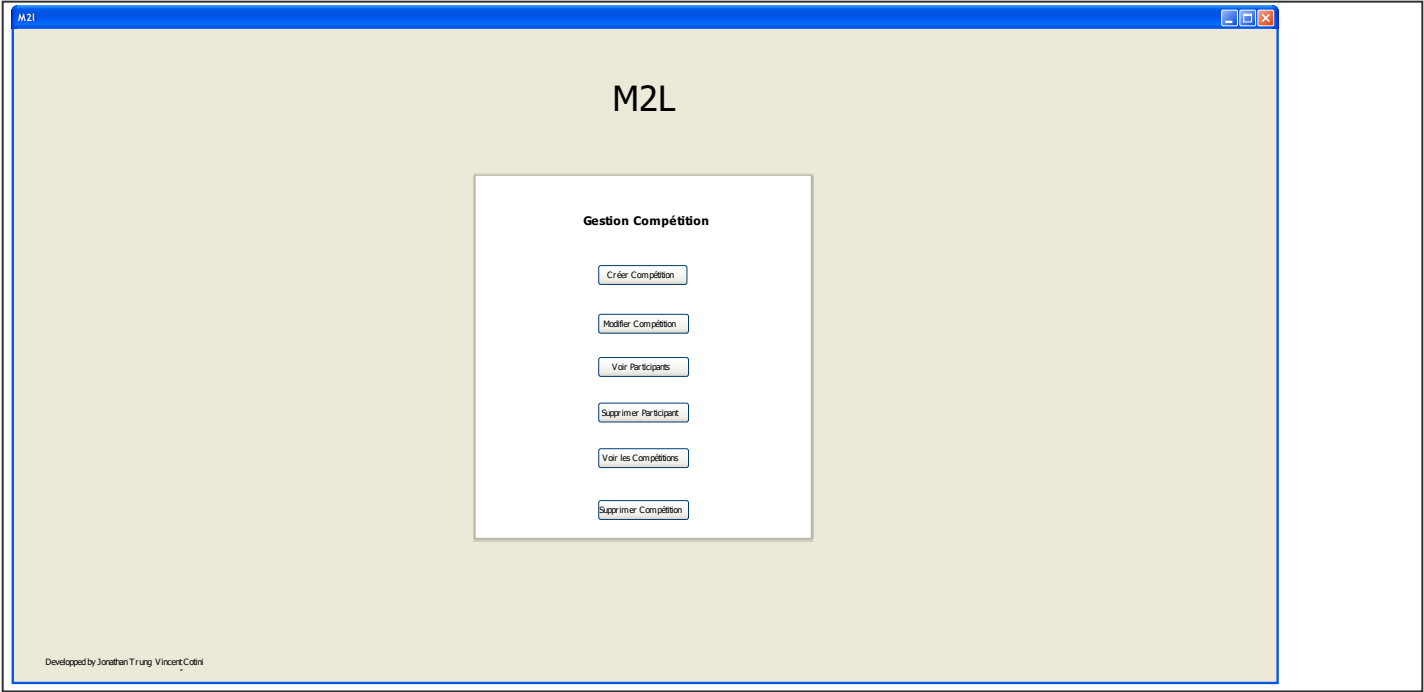 M2l
M2L
Gestion Compétition
Créer Compétition
Modifier Compétition
Voir Participants
Supprimer Participant
Voir les Compétitions
Supprimer Compétition
Developped by Jonathan Trung Vincent Cotini